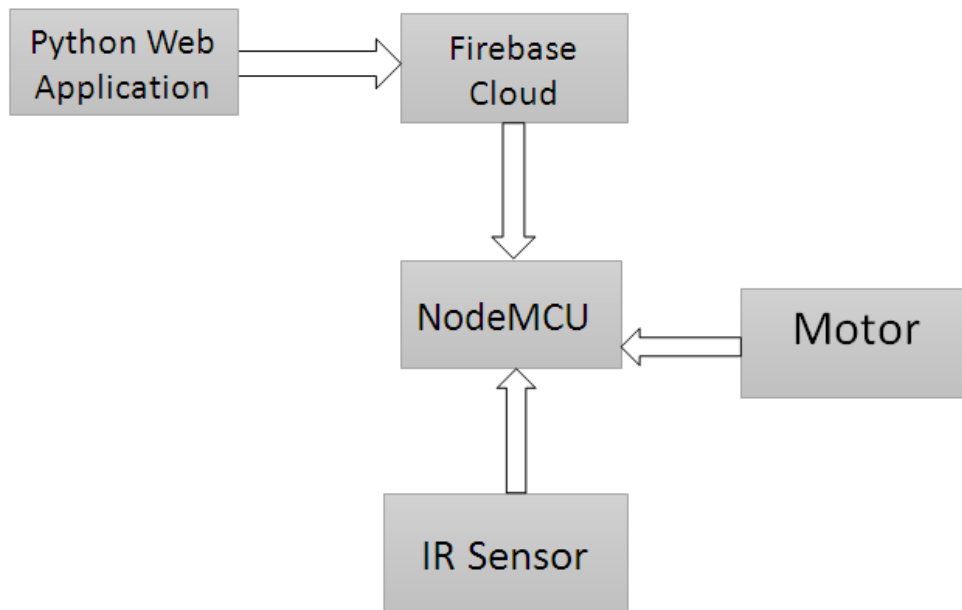 Python Web
Application
Firebase
Cloud
NodeMCU
Motor
IR Sensor